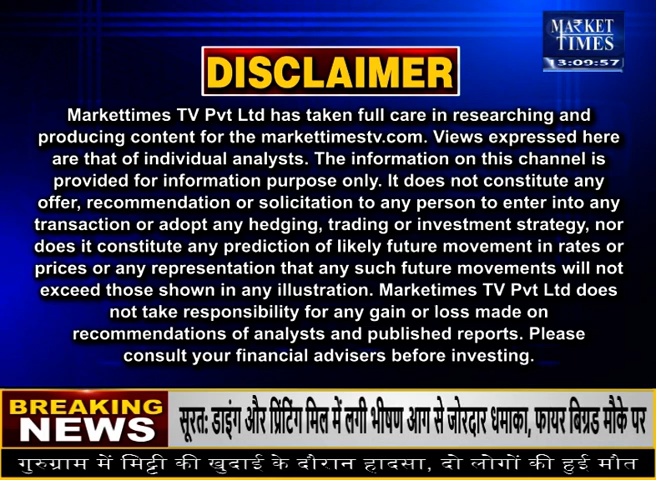 MARKET
TIMES
13:09:57
DISCLAIMER
Markettimes TV Pvt Ltd has taken full care in researching and
producing content for the markettimestv.com. Views expressed here
are that of individual analysts. The information on this channel is
provided for information purpose only. It does not constitute any
offer, recommendation or solicitation to any person to enter into any
transaction or adopt any hedging, trading or investment strategy, nor
does it constitute any prediction of likely future movement in rates or
prices or any representation that any such future movements will not
exceed those shown in any illustration. Marketimes TV Pvt Ltd does
not take responsibility for any gain or loss made on
recommendations of analysts and published reports. Please
consult your financial advisers before investing.
BREAKING
NEWS
सूरत: डाइंग और प्रिंटिंग मिल में लगी भीषण आग से जोरदार धमाका, फायर बिग्रड मौके पर
गुरुग्राम में मिट्टी की खुदाई के दौरान हादसा, दो लोगों की हुई मौत